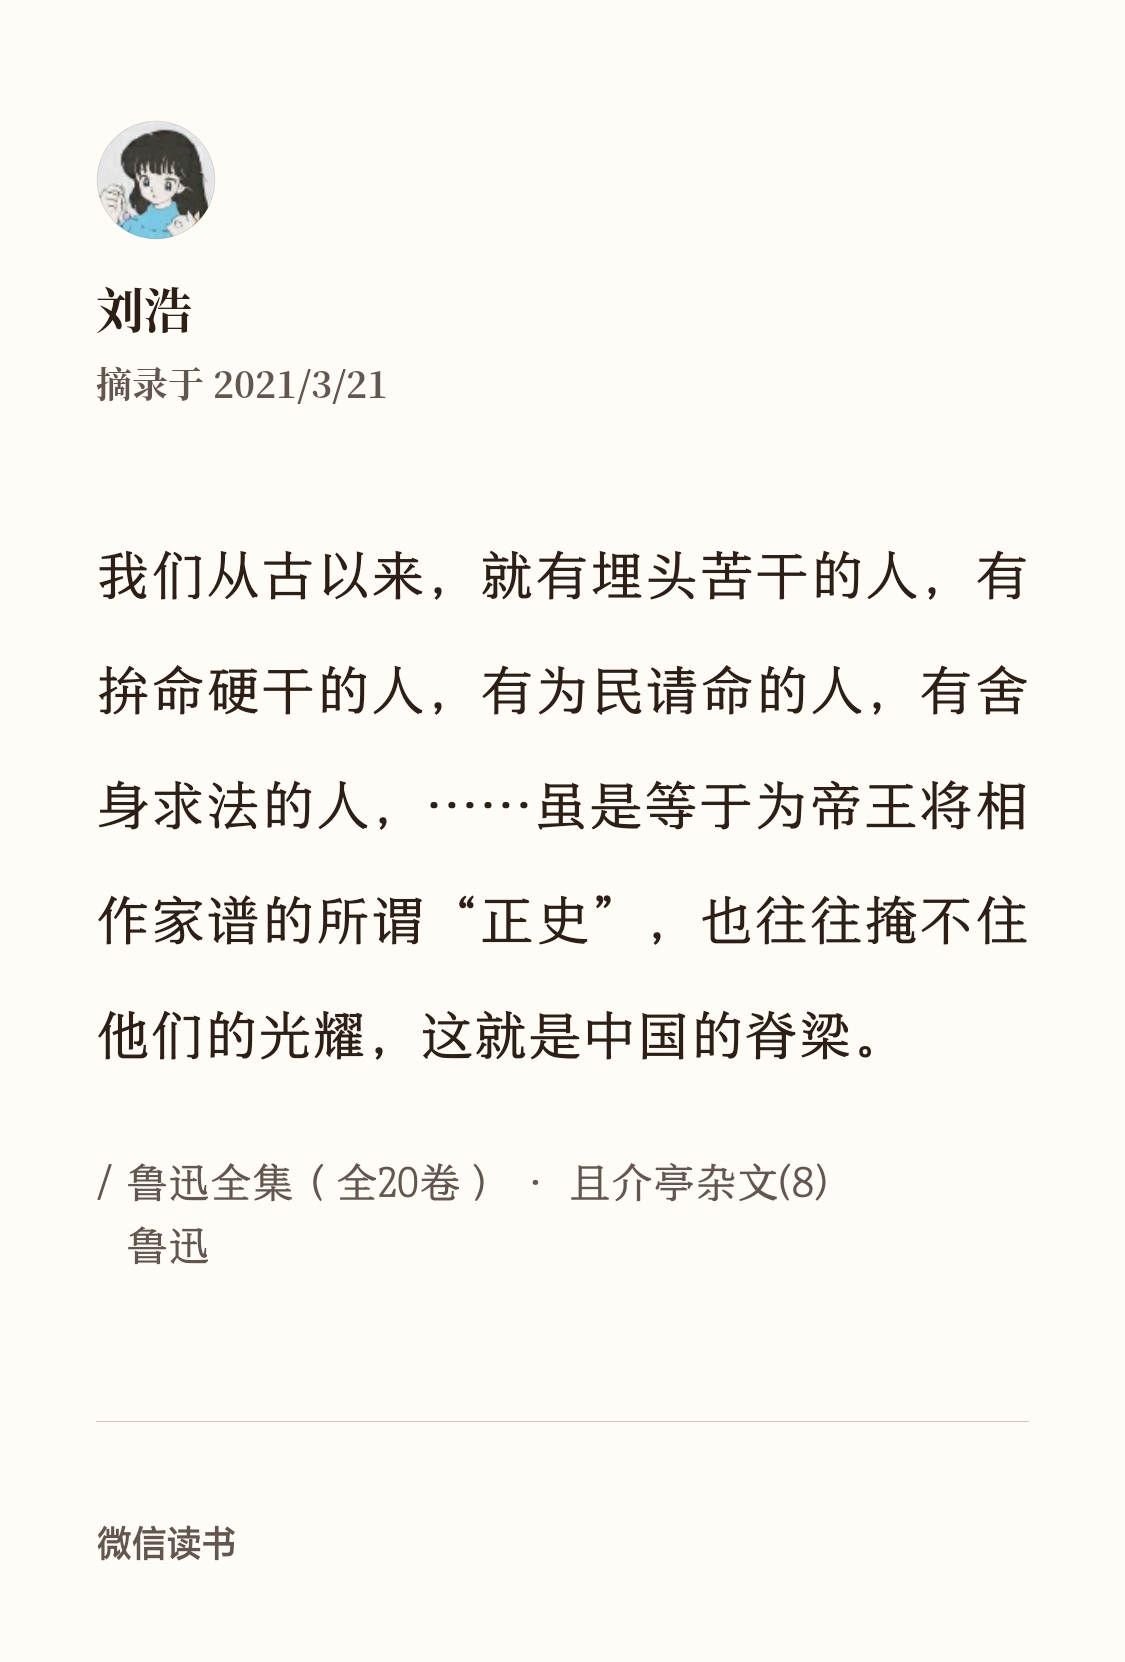 刘浩
摘录于 2021/3/21
我们从古以来，就有埋头苦干的人，有
拚命硬干的人，有为民请命的人，有舍
身求法的人，……虽是等于为帝王将相
作家谱的所谓“正史”，也往往掩不住
他们的光耀，这就是中国的脊梁。
/ 鲁迅全集（全20卷） · 且介亭杂文(8)
鲁迅
微信读书